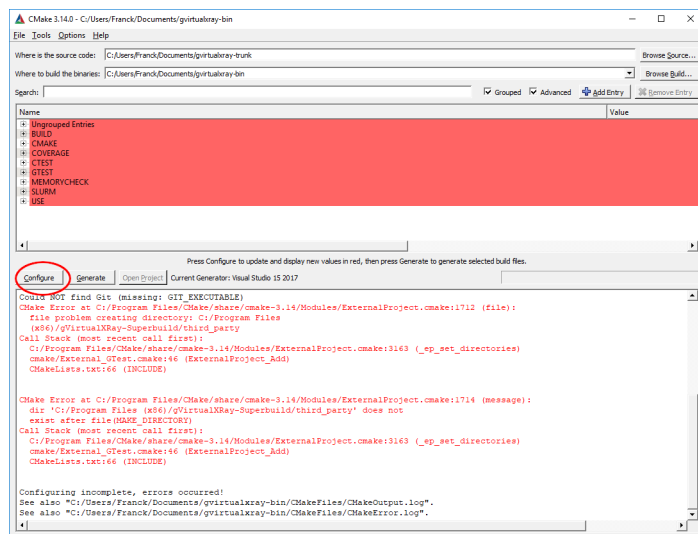 CMake 3.14.0 - C:/Users/Franck/Documents/gvirtualxray-bin
File Tools Options Help
Where is the source code: C:/Users/Franck/Documents/gvirtualxray-trunk Browse Source...
Where to build the binaries: C:/Users/Franck/Documents/gvirtualxray-bin Browse Build...
Search: Grouped Advanced Add Entry Remove Entry
Name Value
Ungrouped Entries
BUILD
CMAKE
COVERAGE
CTEST
GTEST
MEMORYCHECK
SLURM
USE
Press Configure to update and display new values in red, then press Generate to generate selected build files.
Configure Generate Open Project Current Generator: Visual Studio 15 2017
Could NOT find Git (missing: GIT_EXECUTABLE)
CMake Error at C:/Program Files/CMake/share/cmake-3.14/Modules/ExternalProject.cmake:1712 (file):
file problem creating directory: C:/Program Files
(x86)/gVirtualXRay-Superbuild/third_party
Call Stack (most recent call first):
C:/Program Files/CMake/share/cmake-3.14/Modules/ExternalProject.cmake:3163 (_ep_set_directories)
cmake/External_GTest.cmake:46 (ExternalProject_Add)
CMakeLists.txt:66 (INCLUDE)
CMake Error at C:/Program Files/CMake/share/cmake-3.14/Modules/ExternalProject.cmake:1714 (message):
dir 'C:/Program Files (x86)/gVirtualXRay-Superbuild/third_party' does not
exist after file(MAKE_DIRECTORY)
Call Stack (most recent call first):
C:/Program Files/CMake/share/cmake-3.14/Modules/ExternalProject.cmake:3163 (_ep_set_directories)
cmake/External_GTest.cmake:46 (ExternalProject_Add)
CMakeLists.txt:66 (INCLUDE)
Configuring incomplete, errors occurred!
See also "C:/Users/Franck/Documents/gvirtualxray-bin/CMakeFiles/CMakeOutput.log".
See also "C:/Users/Franck/Documents/gvirtualxray-bin/CMakeFiles/CMakeError.log".